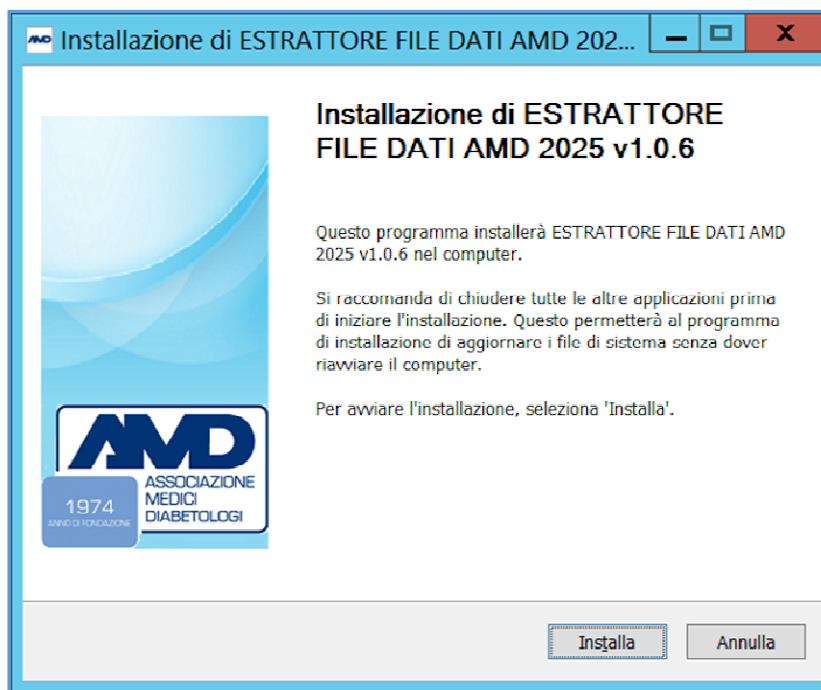 Installazione di ESTRATTORE FILE DATI AMD 202...
Installazione di ESTRATTORE
FILE DATI AMD 2025 v1.0.6
Questo programma installerà ESTRATTORE FILE DATI AMD
2025 v1.0.6 nel computer.
Si raccomanda di chiudere tutte le altre applicazioni prima
di iniziare l'installazione. Questo permetterà al programma
di installazione di aggiornare i file di sistema senza dover
riavviare il computer.
Per avviare l'installazione, seleziona 'Installa'.
AMD
ASSOCIAZIONE
MEDICI
DIABETOLOGI
1974
ANNO DI FONDAZIONE
Installa
Annulla